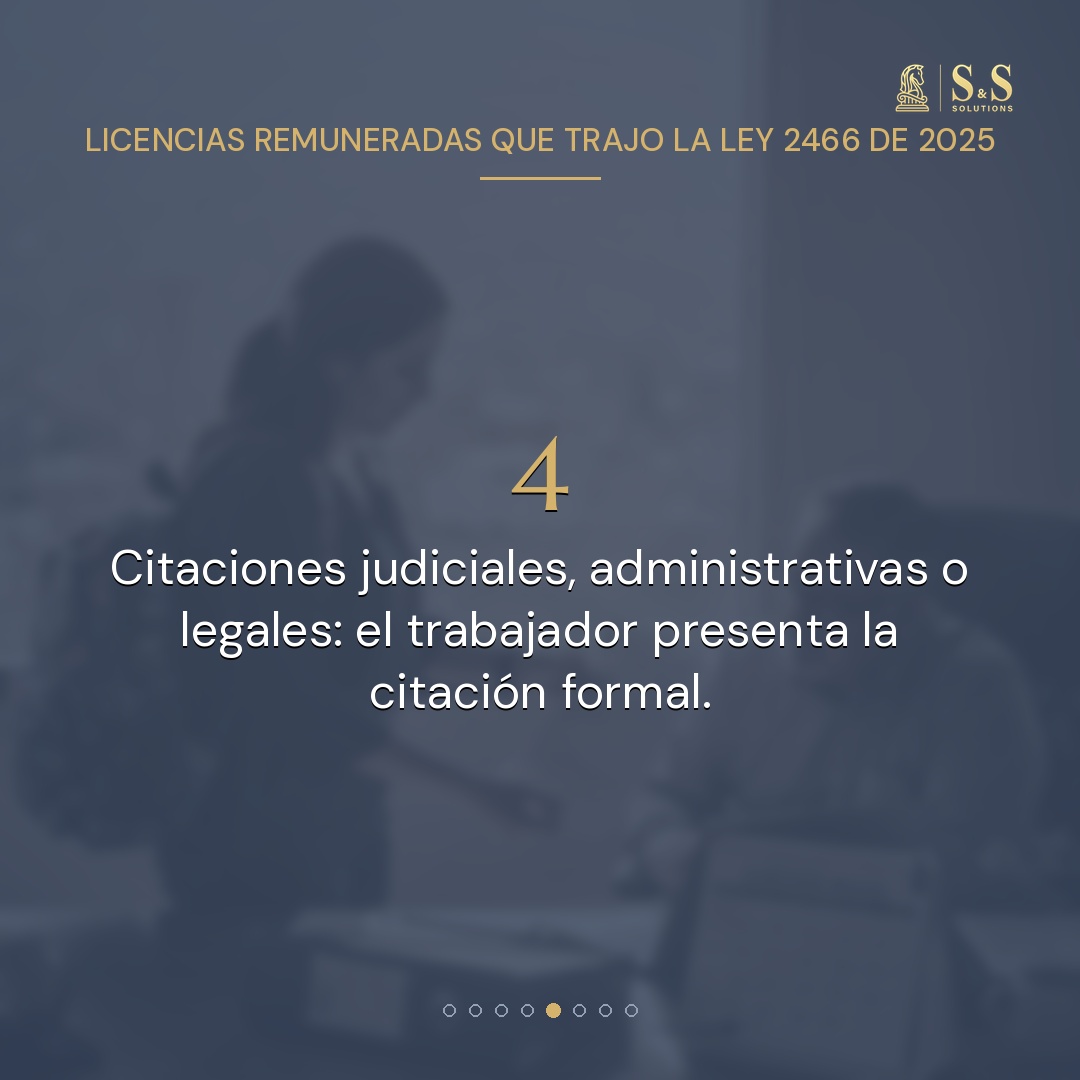 S&S
SOLUTIONS
LICENCIAS REMUNERADAS QUE TRAJO LA LEY 2466 DE 2025
4
Citaciones judiciales, administrativas o
legales: el trabajador presenta la
citación formal.